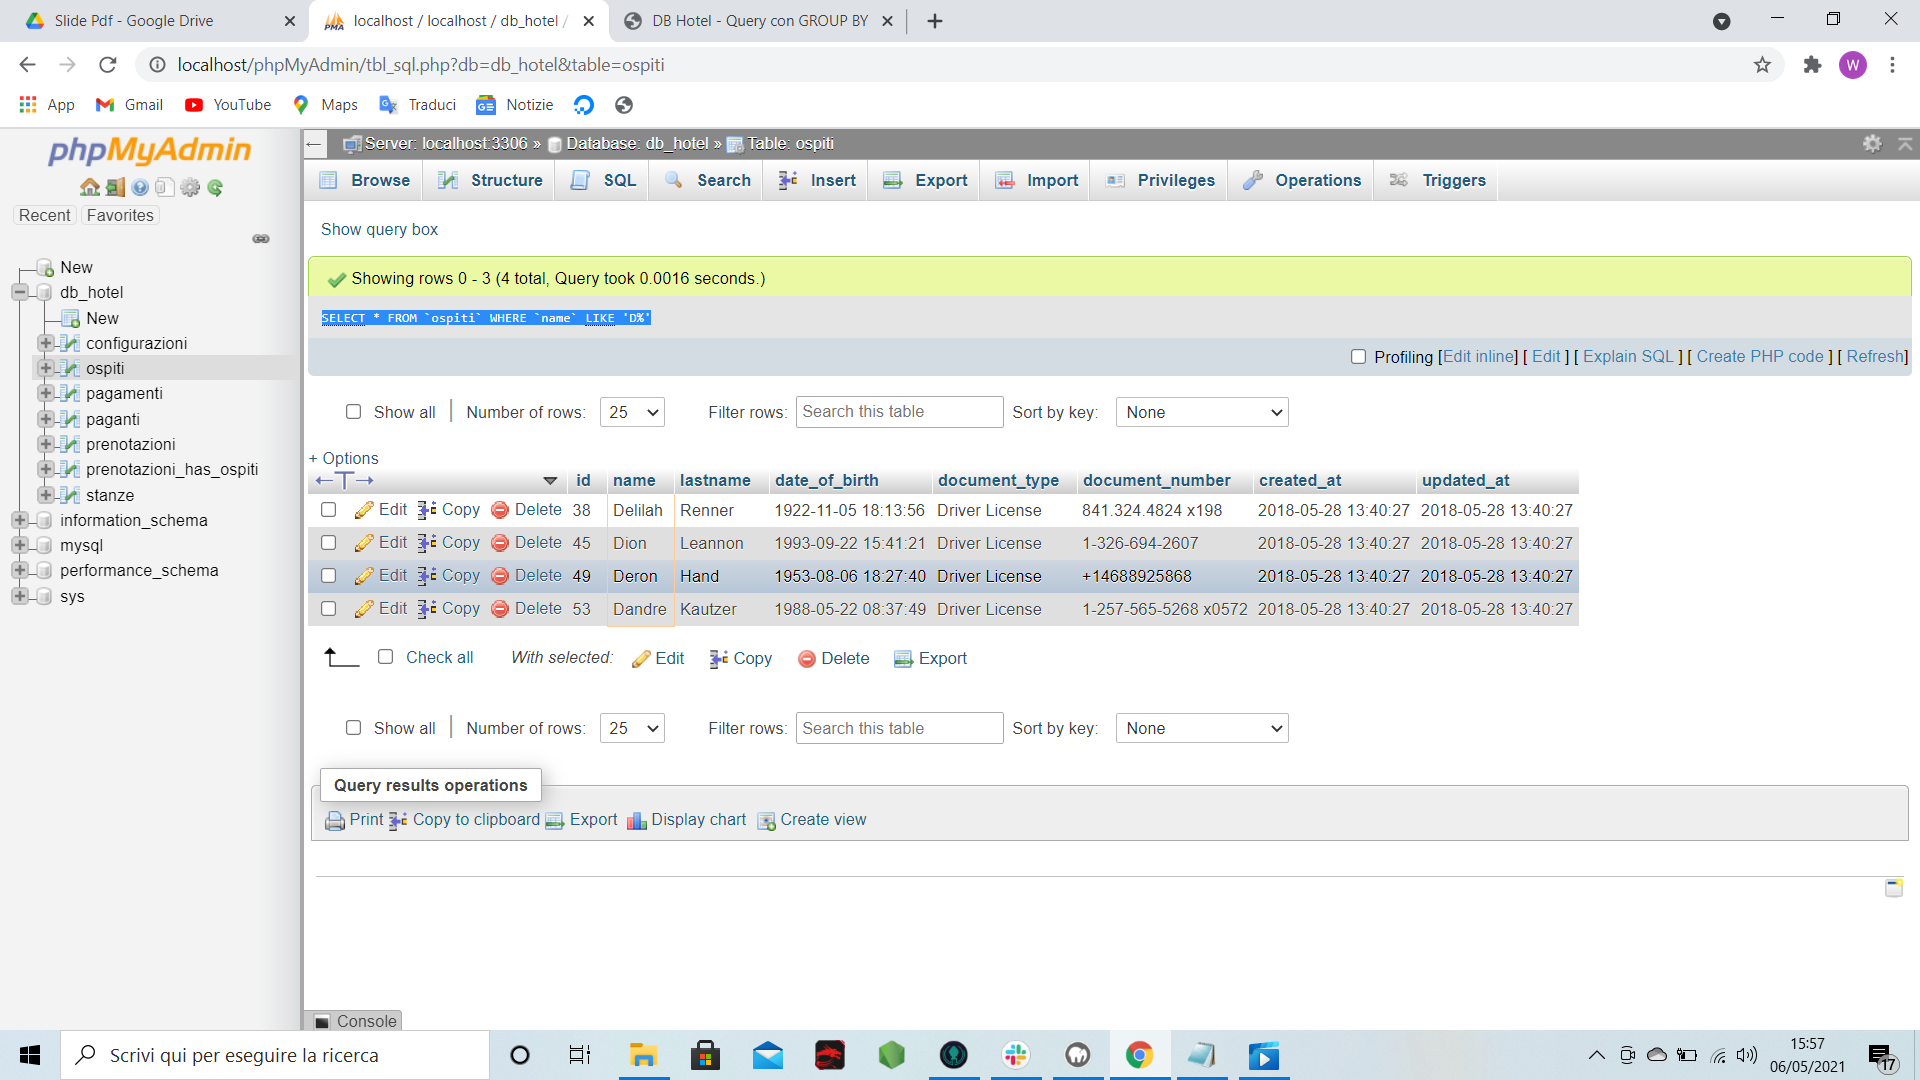 Slide Pdf - Google Drive
localhost / localhost / db_hotel /
DB Hotel - Query con GROUP BY
localhost/phpMyAdmin/tbl_sql.php?db=db_hotel&table=ospiti
W
App
Gmail
YouTube
Maps
Traduci
Notizie
phpMyAdmin
Recent
Favorites
New
db_hotel
New
configurazioni
ospiti
pagamenti
paganti
prenotazioni
prenotazioni_has_ospiti
stanze
information_schema
mysql
performance_schema
sys
Server: localhost:3306 » Database: db_hotel » Table: ospiti
Browse Structure SQL Search Insert Export Import Privileges Operations Triggers
Show query box
Showing rows 0 - 3 (4 total, Query took 0.0016 seconds.)
SELECT * FROM `ospiti` WHERE `name` LIKE 'D%'
Profiling [Edit inline] [ Edit ] [ Explain SQL ] [ Create PHP code ] [ Refresh]
Show all | Number of rows: 25 Filter rows: Search this table Sort by key: None
+ Options
id name lastname date_of_birth document_type document_number created_at updated_at
Edit Copy Delete 38 Delilah Renner 1922-11-05 18:13:56 Driver License 841.324.4824 x198 2018-05-28 13:40:27 2018-05-28 13:40:27
Edit Copy Delete 45 Dion Leannon 1993-09-22 15:41:21 Driver License 1-326-694-2607 2018-05-28 13:40:27 2018-05-28 13:40:27
Edit Copy Delete 49 Deron Hand 1953-08-06 18:27:40 Driver License +14688925868 2018-05-28 13:40:27 2018-05-28 13:40:27
Edit Copy Delete 53 Dandre Kautzer 1988-05-22 08:37:49 Driver License 1-257-565-5268 x0572 2018-05-28 13:40:27 2018-05-28 13:40:27
Check all With selected: Edit Copy Delete Export
Show all | Number of rows: 25 Filter rows: Search this table Sort by key: None
Query results operations
Print Copy to clipboard Export Display chart Create view
Console
Scrivi qui per eseguire la ricerca
15:57
06/05/2021
17